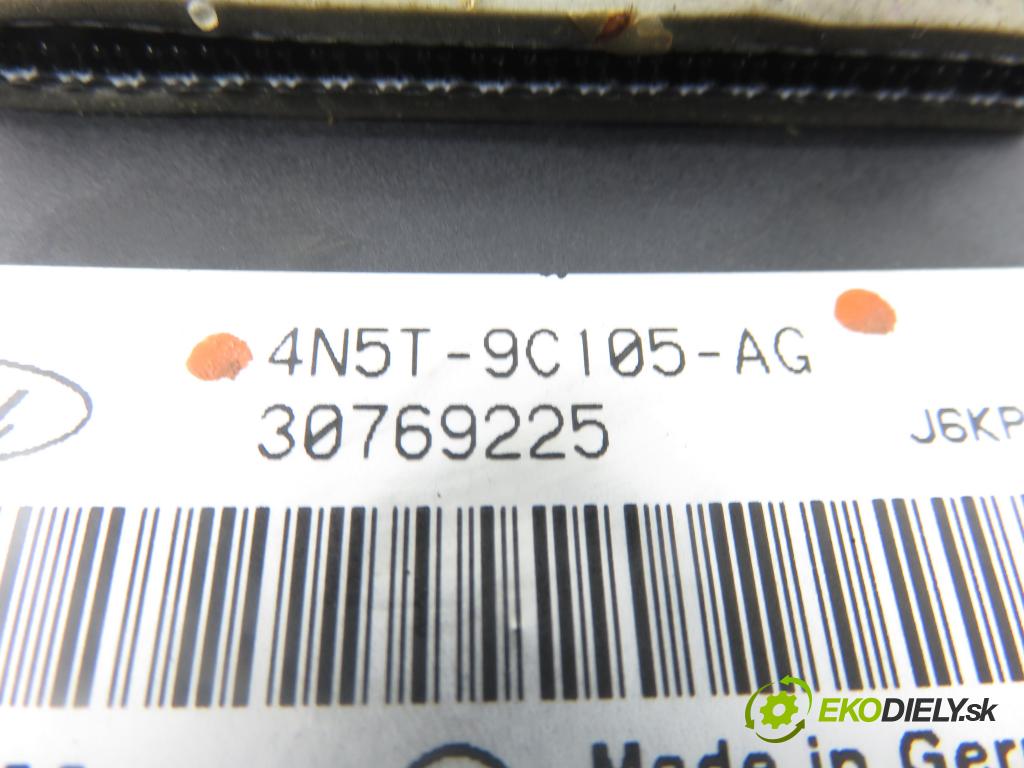 4N5T-9C105-AG
30769225
J6KP
Made in Ger
EKODIELY.sk